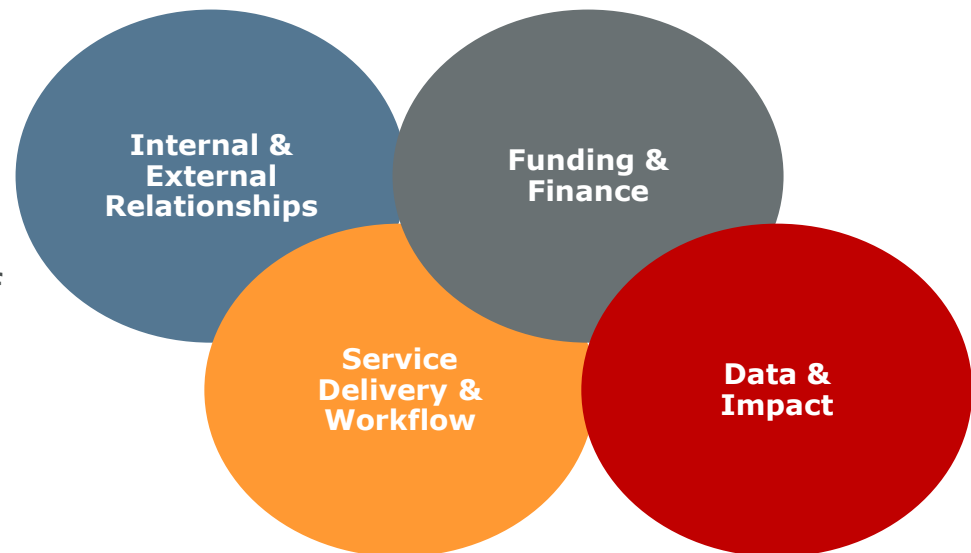 Internal &
External
Relationships
Funding &
Finance
Service
Delivery &
Workflow
Data &
Impact